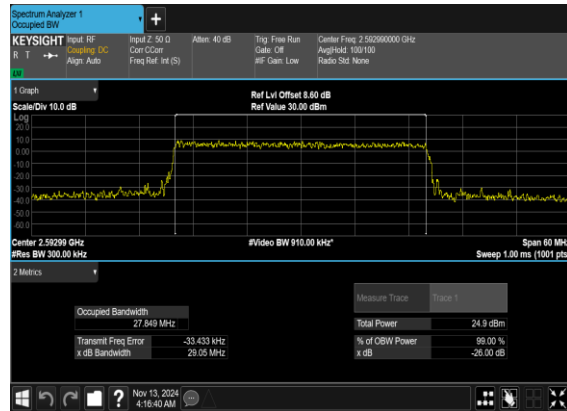 Spectrum Analyzer 1
Occupied BW
+
KEYSIGHT Input: RF Input Z: 50 Ω Atten: 40 dB Trig: Free Run Center Freq: 2.592990000 GHz
R T Coupling: DC Corr CCorr Gate: Off Avg|Hold: 100/100
Align: Auto Freq Ref: Int (S) #IF Gain: Low Radio Std: None
1 Graph Ref Lvl Offset 8.60 dB
Scale/Div 10.0 dB Ref Value 30.00 dBm
Log
20.0
10.0
0.00
-10.0
-20.0
-30.0
-40.0
-50.0
-60.0
Center 2.59299 GHz #Video BW 910.00 kHz* Span 60 MHz
#Res BW 300.00 kHz Sweep 1.00 ms (1001 pts
2 Metrics
Measure Trace Trace 1
Occupied Bandwidth
27.849 MHz Total Power 24.9 dBm
Transmit Freq Error -33.433 kHz % of OBW Power 99.00 %
x dB Bandwidth 29.05 MHz x dB -26.00 dB
? Nov 13, 2024
4:16:40 AM